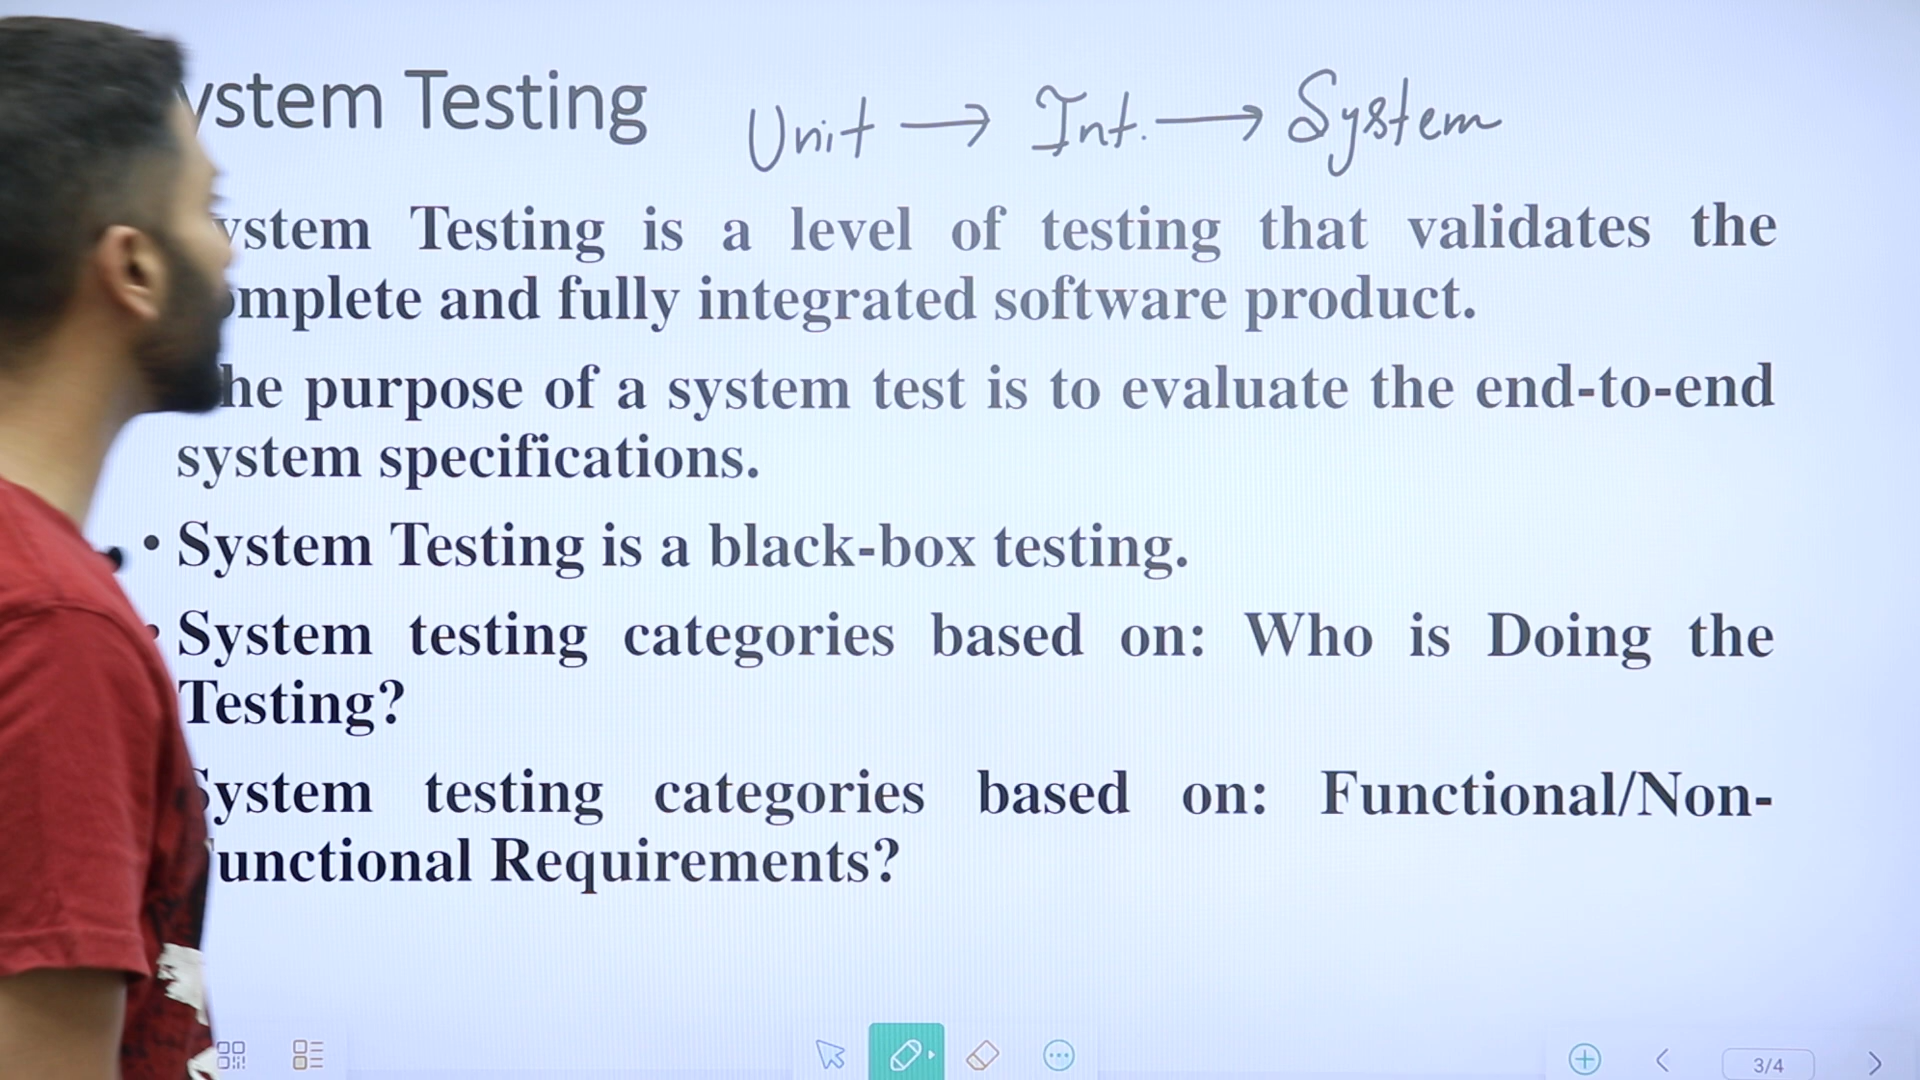 ystem Testing Unit → Int. → System
ystem Testing is a level of testing that validates the
omplete and fully integrated software product.
he purpose of a system test is to evaluate the end-to-end
system specifications.
• System Testing is a black-box testing.
• System testing categories based on: Who is Doing the
Testing?
System testing categories based on: Functional/Non-
unctional Requirements?
3/4